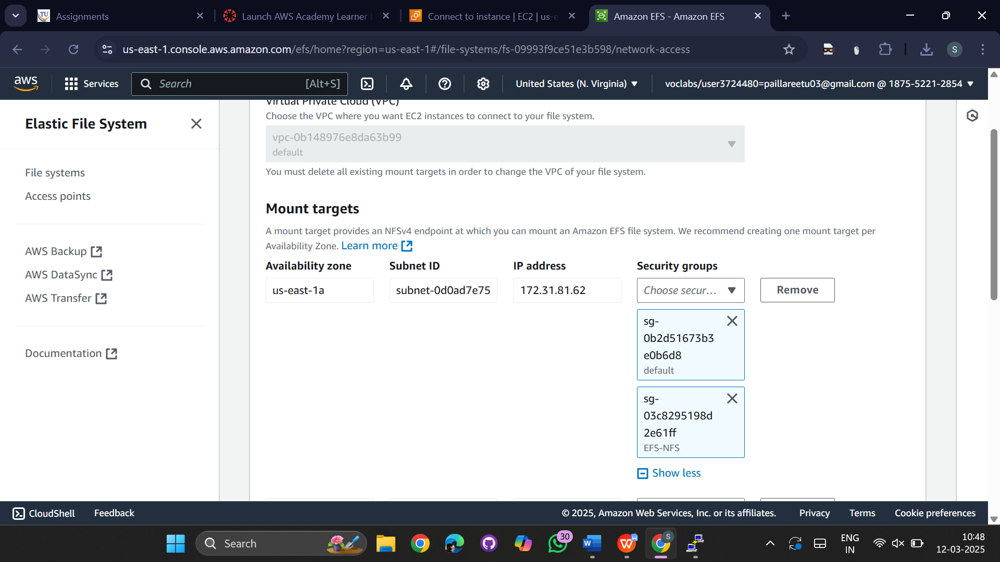 Assignments
Launch AWS Academy Learner
Connect to instance | EC2 | us-e
Amazon EFS - Amazon EFS
us-east-1.console.aws.amazon.com/efs/home?region=us-east-1#/file-systems/fs-09993f9ce51e3b598/network-access
S
aws
Services
Search
[Alt+S]
United States (N. Virginia)
voclabs/user3724480=paillareetu03@gmail.com @ 1875-5221-2854
Elastic File System
File systems
Access points
AWS Backup
AWS DataSync
AWS Transfer
Documentation
Virtual Private Cloud (VPC)
Choose the VPC where you want EC2 instances to connect to your file system.
vpc-0b148976e8da63b99
default
You must delete all existing mount targets in order to change the VPC of your file system.
Mount targets
A mount target provides an NFSv4 endpoint at which you can mount an Amazon EFS file system. We recommend creating one mount target per
Availability Zone. Learn more
Availability zone Subnet ID IP address Security groups
us-east-1a subnet-0d0ad7e75 172.31.81.62 Choose secur... Remove
sg-
0b2d51673b3
e0b6d8
default
sg-
03c8295198d
2e61ff
EFS-NFS
Show less
CloudShell
Feedback
© 2025, Amazon Web Services, Inc. or its affiliates.
Privacy
Terms
Cookie preferences
Search
30
S
ENG
IN
10:48
12-03-2025